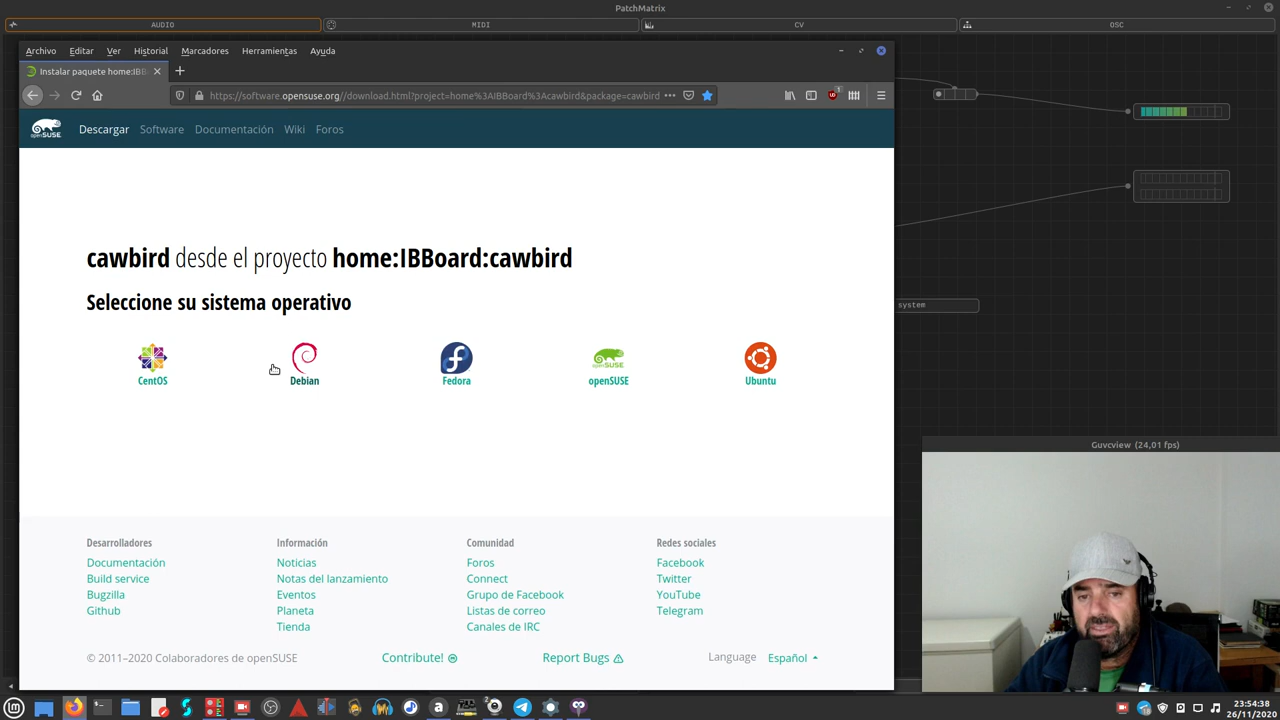 PatchMatrix
AUDIO
MIDI
CV
OSC
Archivo Editar Ver Historial Marcadores Herramientas Ayuda
Instalar paquete home:IBB
https://software.opensuse.org//download.html?project=home%3AIBBoard%3Acawbird&package=cawbird
openSUSE
Descargar Software Documentación Wiki Foros
cawbird desde el proyecto home:IBBoard:cawbird
Seleccione su sistema operativo
CentOS
Debian
Fedora
openSUSE
Ubuntu
system
Guvcview (24,01 fps)
Desarrolladores
Documentación
Build service
Bugzilla
Github
Información
Noticias
Notas del lanzamiento
Eventos
Planeta
Tienda
Comunidad
Foros
Connect
Grupo de Facebook
Listas de correo
Canales de IRC
Redes sociales
Facebook
Twitter
YouTube
Telegram
© 2011–2020 Colaboradores de openSUSE
Contribute!
Report Bugs
Language Español
23:54:38
26/11/2020